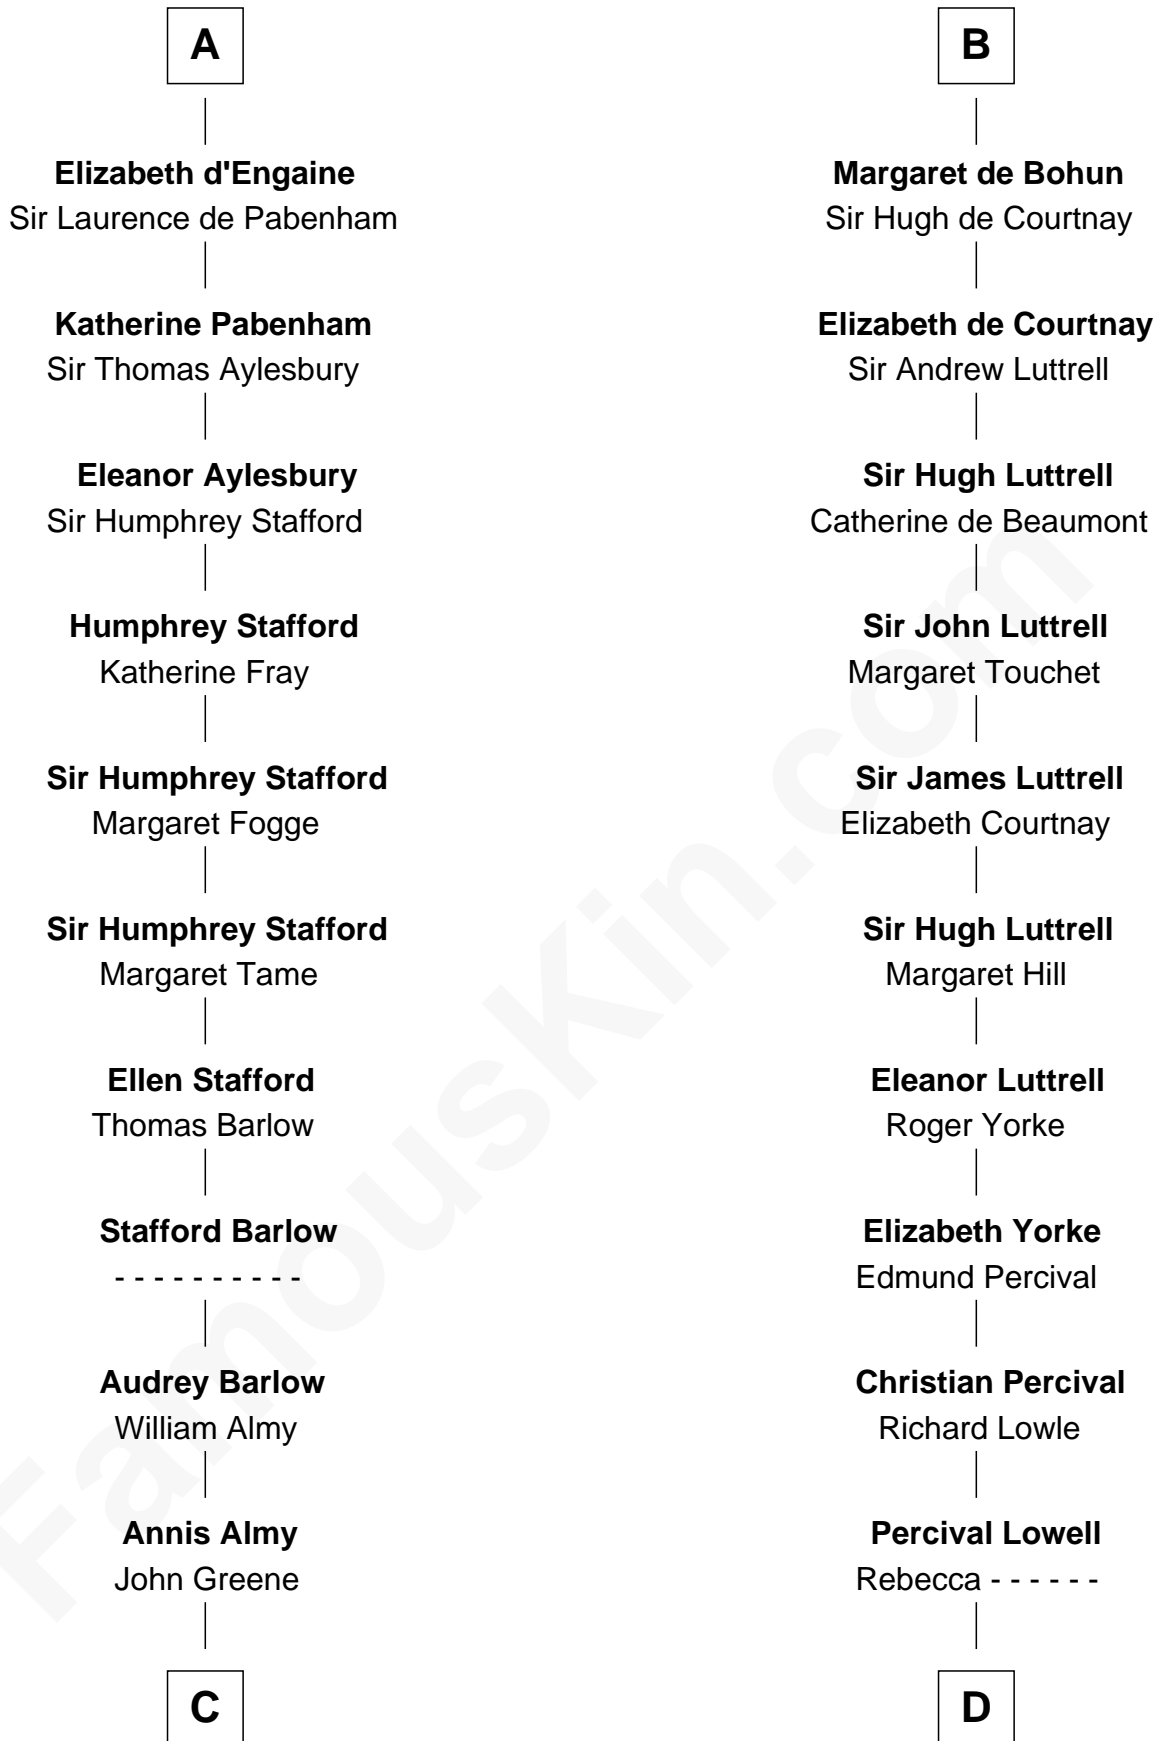 A
Elizabeth d'Engaine
Sir Laurence de Pabenham
Katherine Pabenham
Sir Thomas Aylesbury
Eleanor Aylesbury
Sir Humphrey Stafford
Humphrey Stafford
Katherine Fray
Sir Humphrey Stafford
Margaret Fogge
Sir Humphrey Stafford
Margaret Tame
Ellen Stafford
Thomas Barlow
Stafford Barlow
- - - - - - - - - -
Audrey Barlow
William Almy
Annis Almy
John Greene
C
B
Margaret de Bohun
Sir Hugh de Courtnay
Elizabeth de Courtnay
Sir Andrew Luttrell
Sir Hugh Luttrell
Catherine de Beaumont
Sir John Luttrell
Margaret Touchet
Sir James Luttrell
Elizabeth Courtnay
Sir Hugh Luttrell
Margaret Hill
Eleanor Luttrell
Roger Yorke
Elizabeth Yorke
Edmund Percival
Christian Percival
Richard Lowle
Percival Lowell
Rebecca - - - - - -
D
FamousKin.com